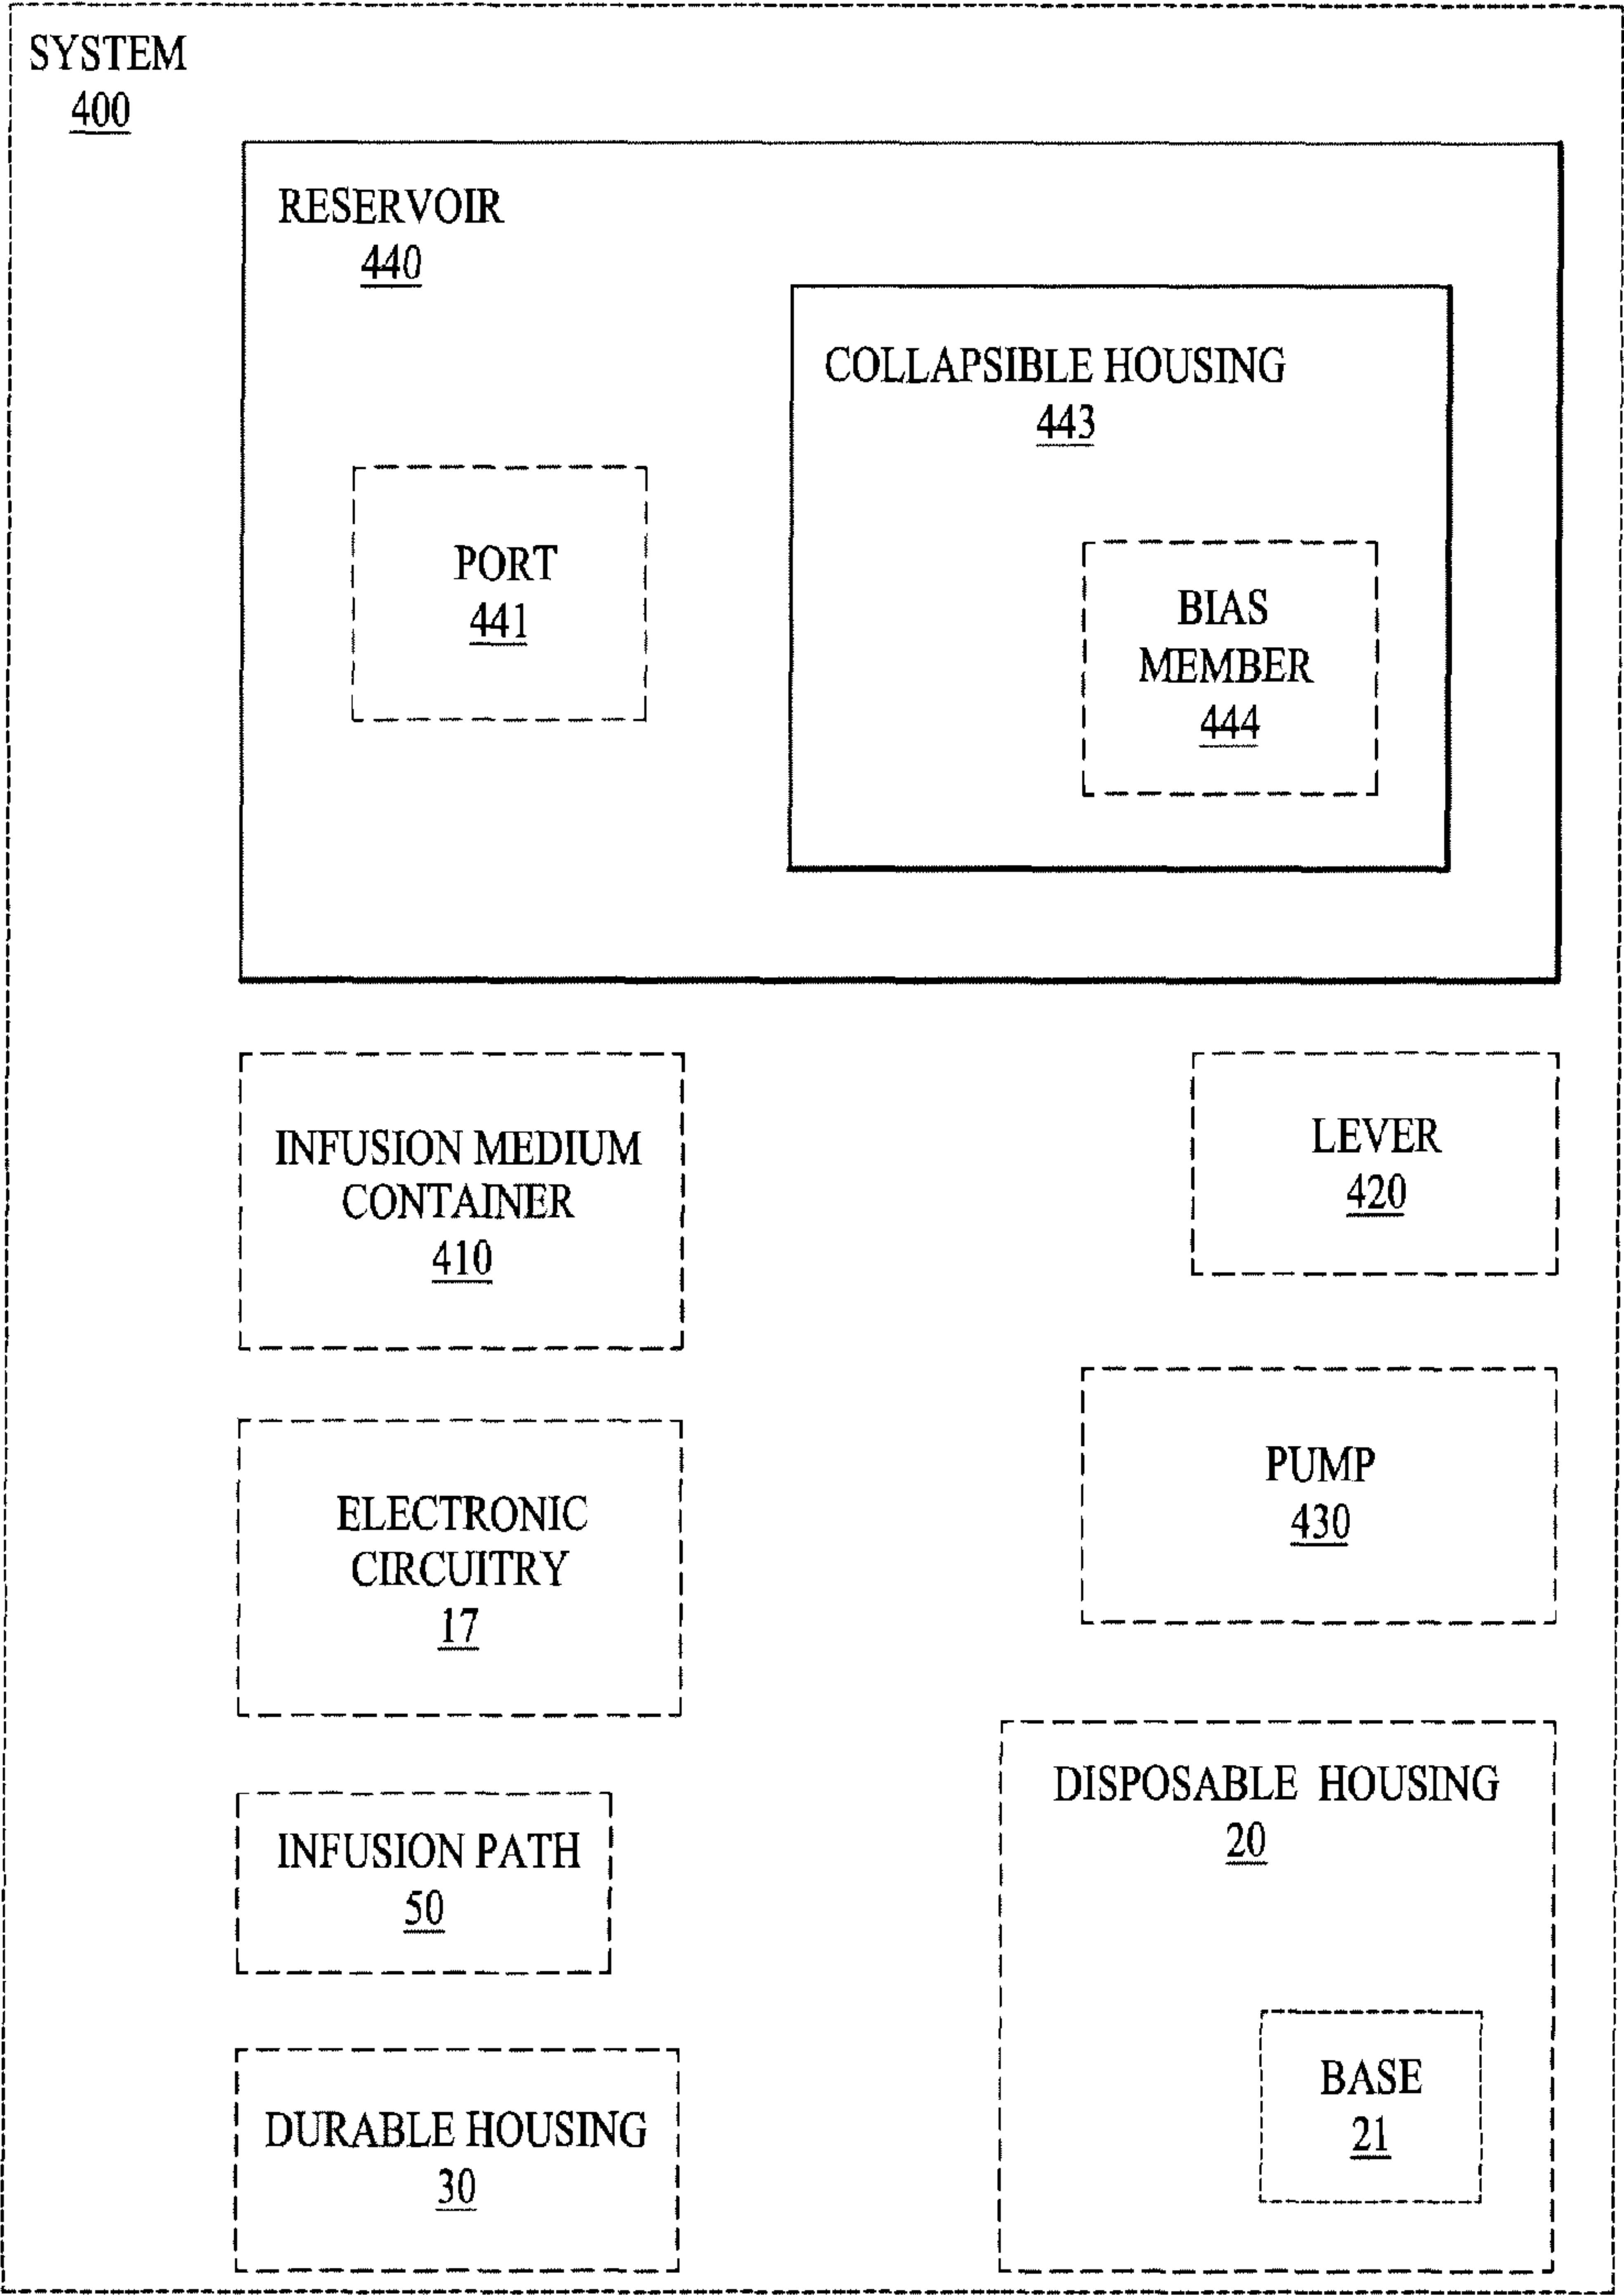 SYSTEM
400
RESERVOIR
440
COLLAPSIBLE HOUSING
443
PORT
441
BIAS
MEMBER
444
INFUSION MEDIUM
CONTAINER
410
LEVER
420
ELECTRONIC
CIRCUITRY
17
PUMP
430
INFUSION PATH
50
DISPOSABLE HOUSING
20
DURABLE HOUSING
30
BASE
21